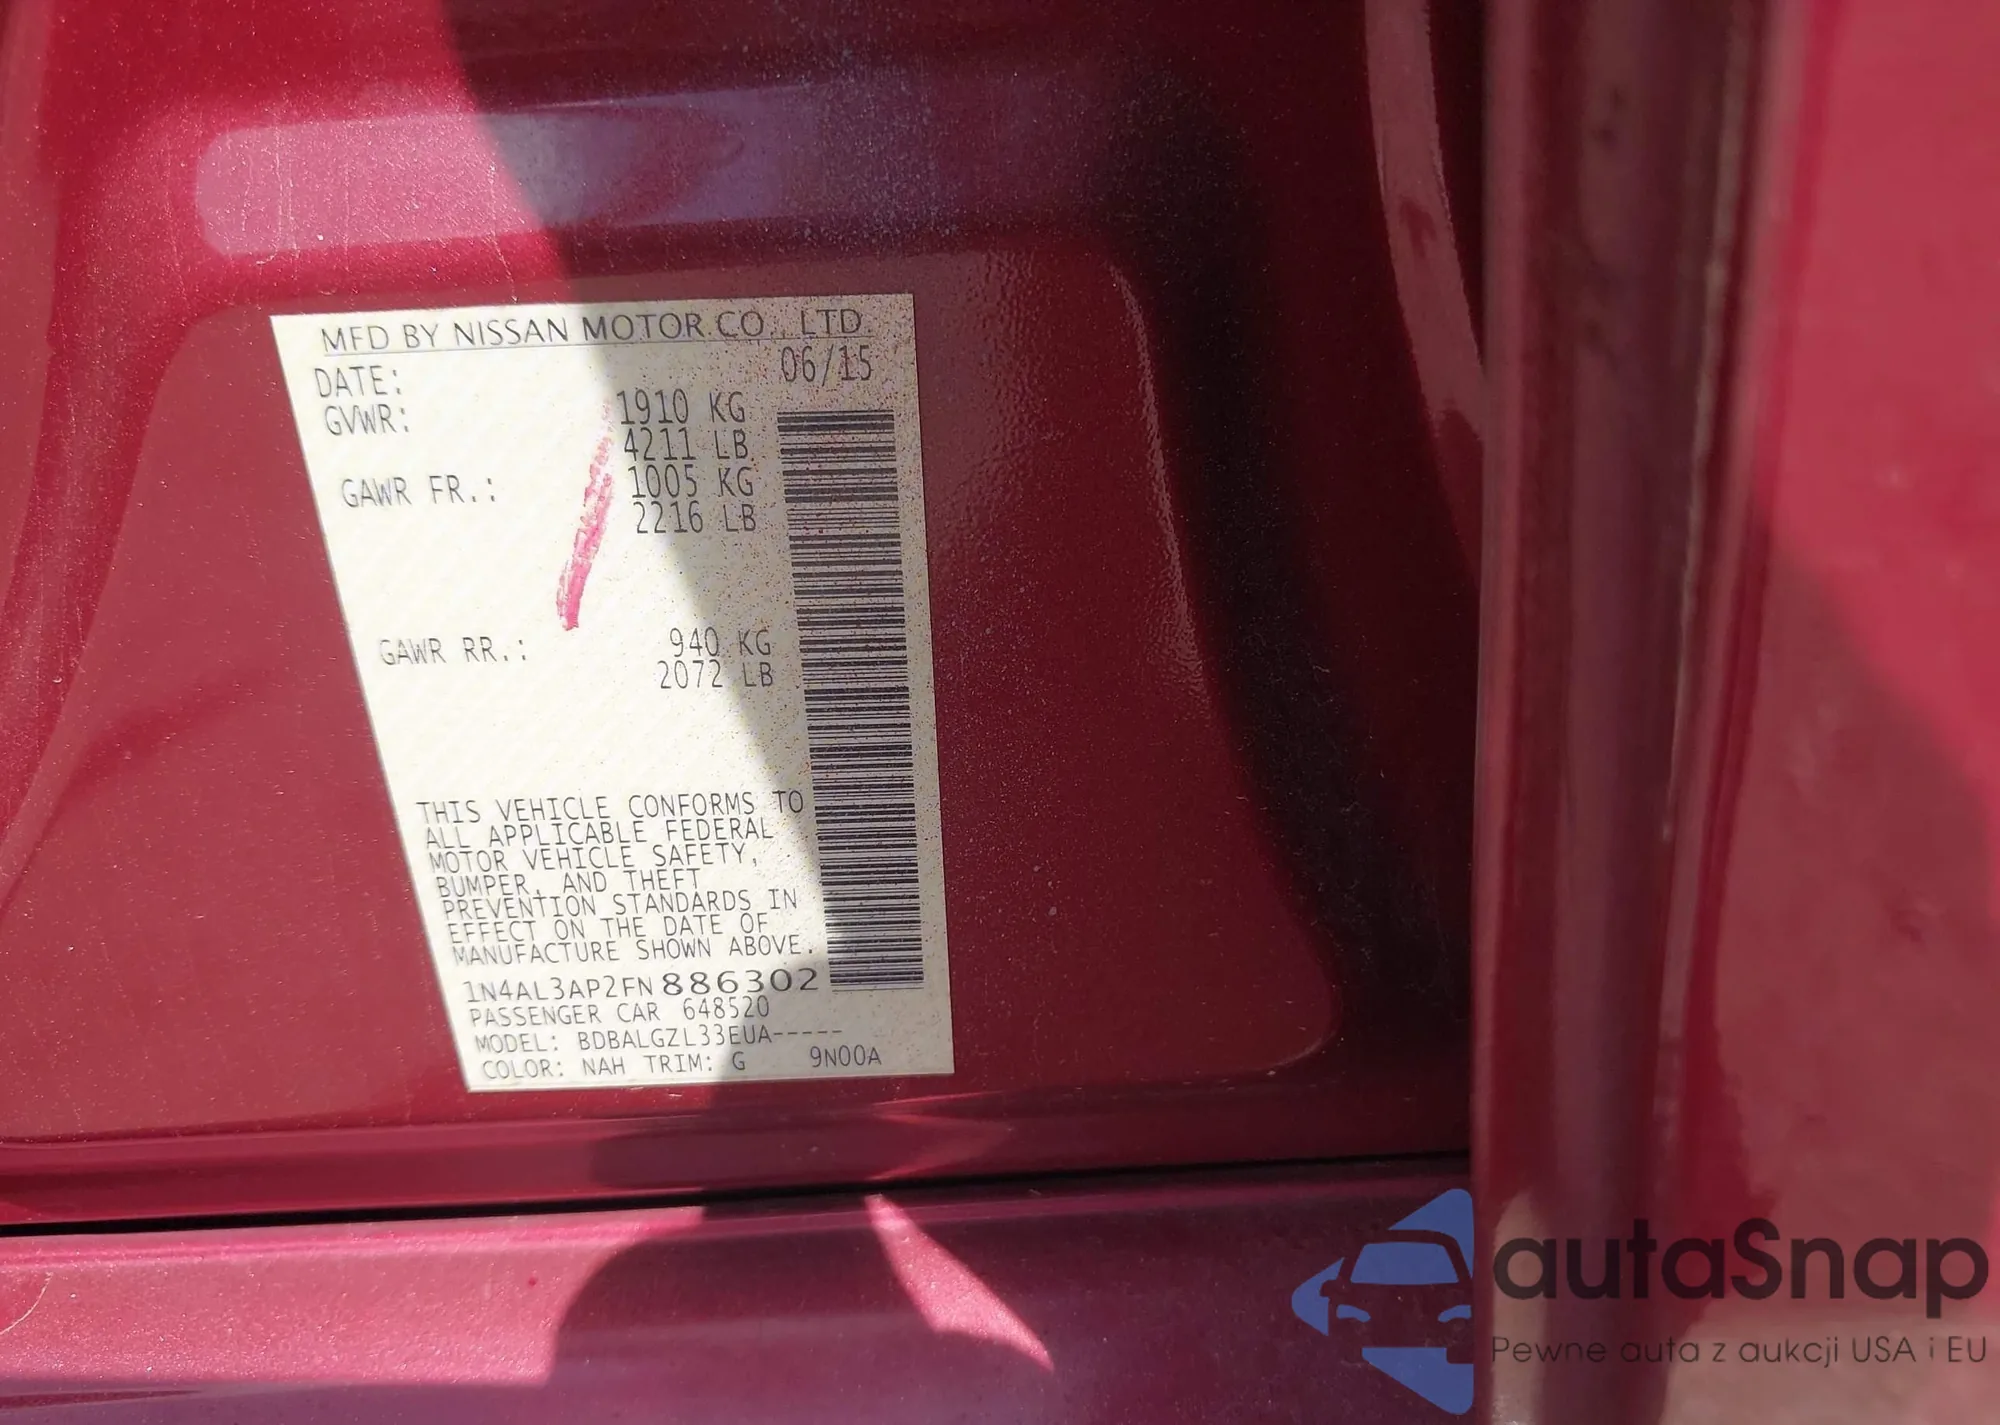 MFD BY NISSAN MOTOR CO., LTD.
DATE: 06/15
GVWR: 1910 KG
4211 LB
GAWR FR.: 1005 KG
2216 LB
GAWR RR.: 940 KG
2072 LB
THIS VEHICLE CONFORMS TO
ALL APPLICABLE FEDERAL
MOTOR VEHICLE SAFETY,
BUMPER, AND THEFT
PREVENTION STANDARDS IN
EFFECT ON THE DATE OF
MANUFACTURE SHOWN ABOVE.
1N4AL3AP2FN886302
PASSENGER CAR 648520
MODEL: BDBALGZL33EUA-----
COLOR: NAH TRIM: G 9N00A
autaSnap
Pewne auta z aukcji USA i EU